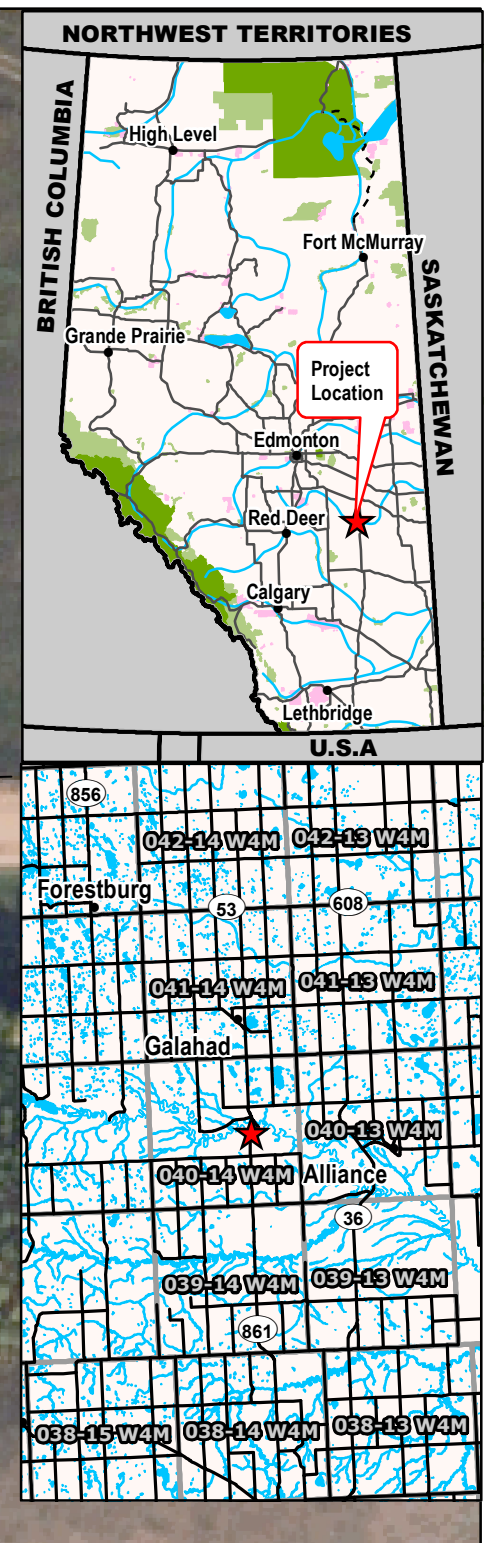 NORTHWEST TERRITORIES
BRITISH COLUMBIA
High Level
Fort McMurray
SASKATCHEWAN
Grande Prairie
Project
Location
Edmonton
Red Deer
Calgary
Lethbridge
U.S.A
856
042-14 W4M
042-13 W4M
Forestburg
53
608
041-14 W4M
041-13 W4M
Galahad
040-13 W4M
040-14 W4M
Alliance
36
039-14 W4M
039-13 W4M
861
038-15 W4M
038-14 W4M
038-13 W4M